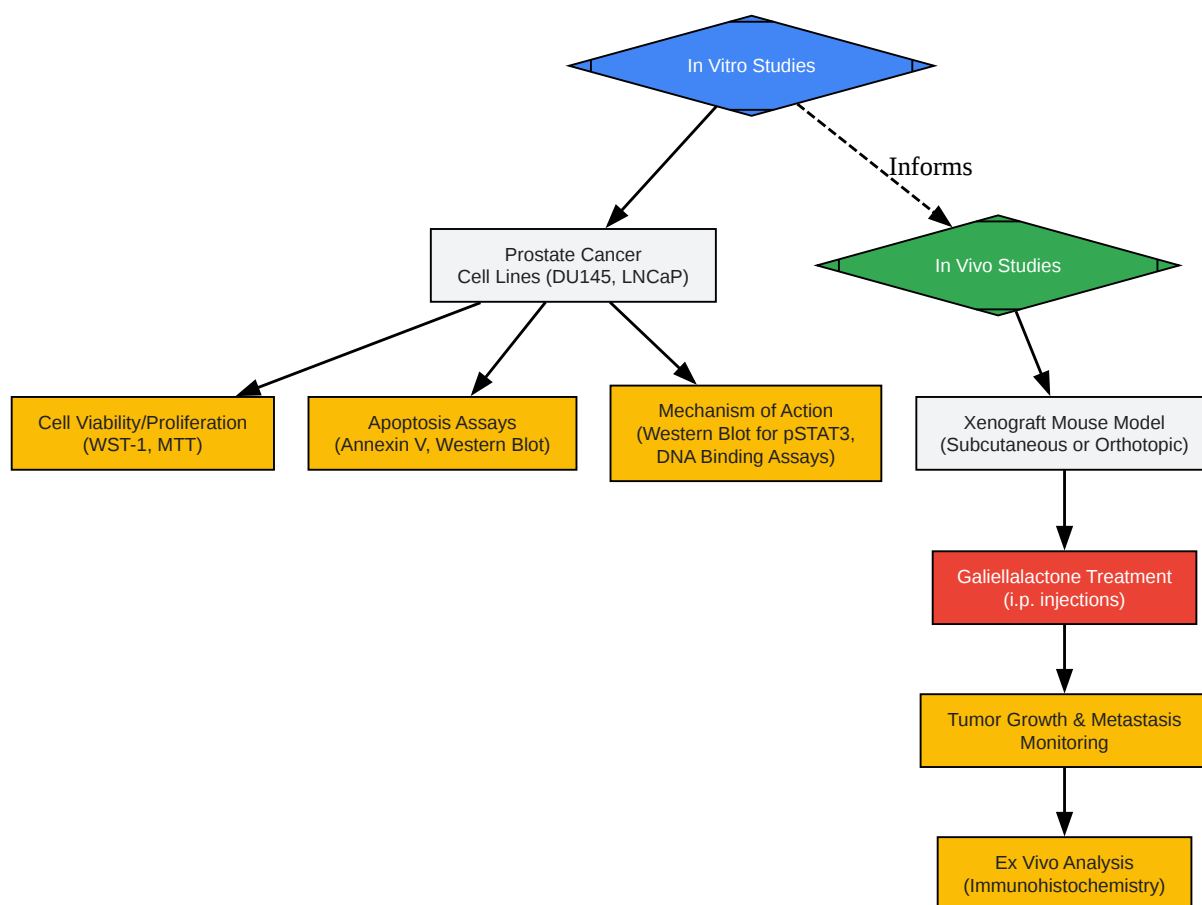 In Vitro Studies
Informs
In Vivo Studies
Prostate Cancer
Cell Lines (DU145, LNCaP)
Cell Viability/Proliferation
(WST-1, MTT)
Apoptosis Assays
(Annexin V, Western Blot)
Mechanism of Action
(Western Blot for pSTAT3,
DNA Binding Assays)
Xenograft Mouse Model
(Subcutaneous or Orthotopic)
Galiellalactone Treatment
(i.p. injections)
Tumor Growth & Metastasis
Monitoring
Ex Vivo Analysis
(Immunohistochemistry)